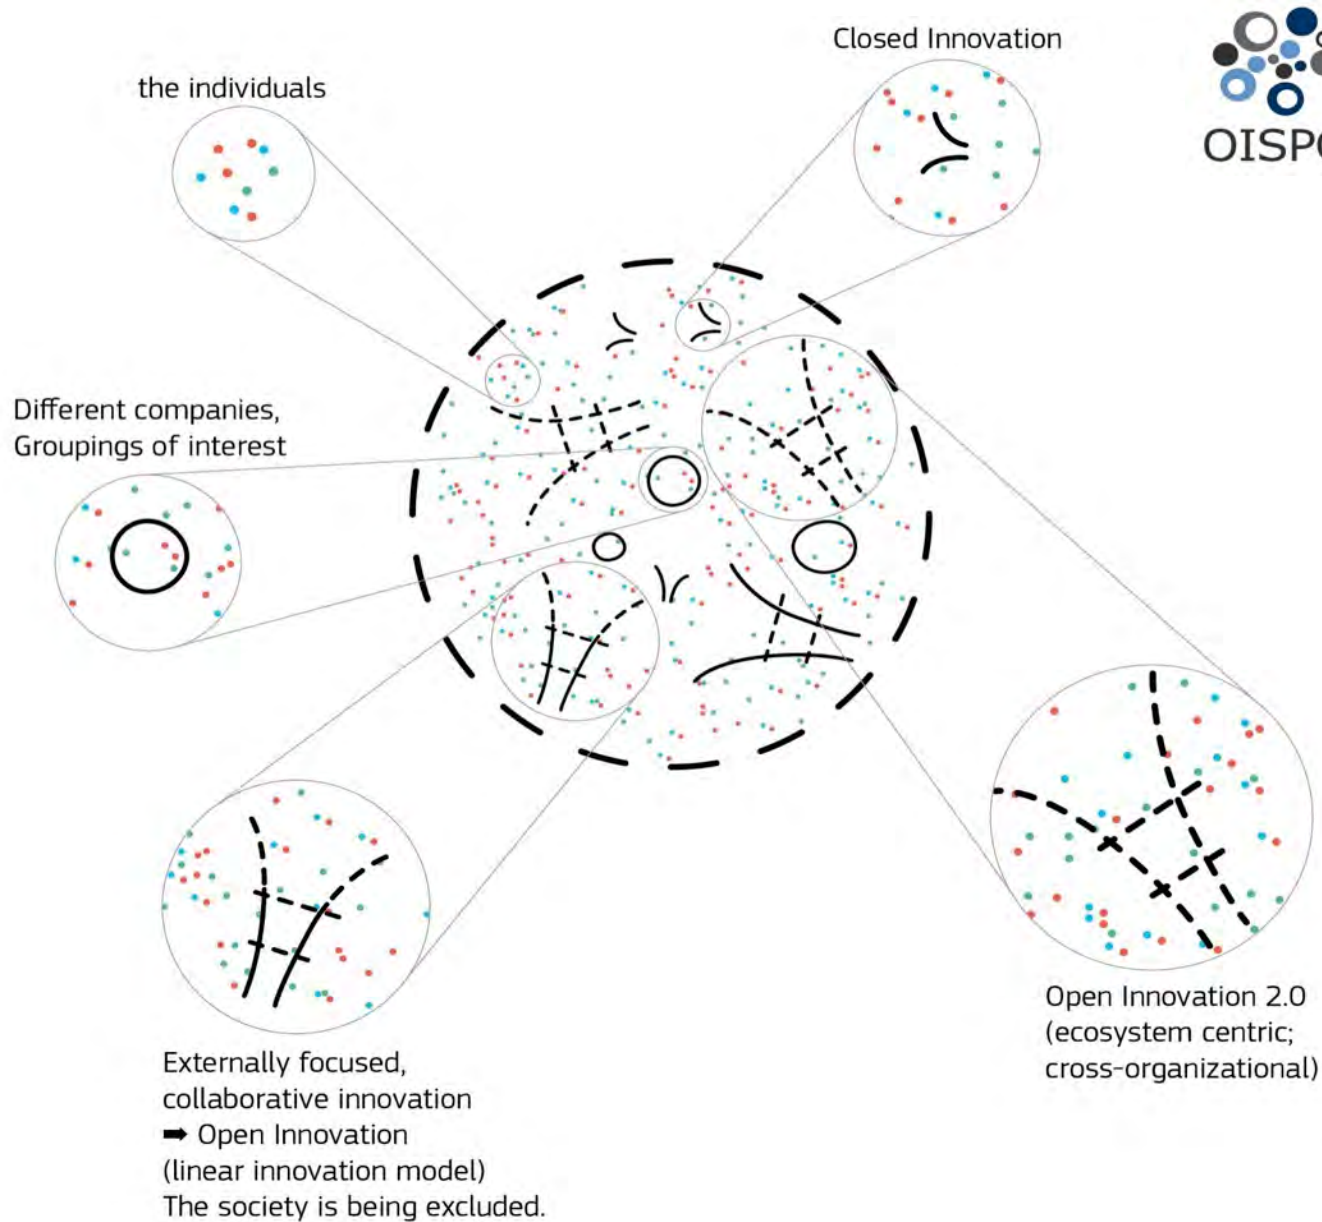 Closed Innovation
the individuals
Different companies,
Groupings of interest
Open Innovation 2.0
(ecosystem centric;
cross-organizational)
Externally focused,
collaborative innovation
➡ Open Innovation
(linear innovation model)
The society is being excluded.